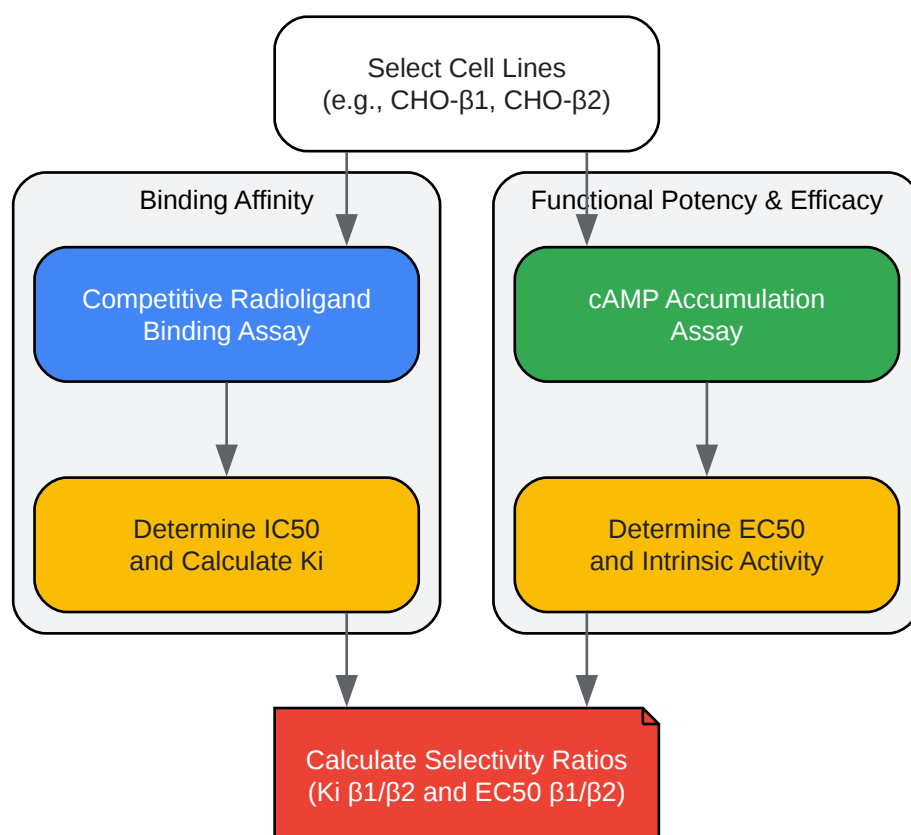 Select Cell Lines
(e.g., CHO-β1, CHO-β2)
Binding Affinity
Functional Potency & Efficacy
Competitive Radioligand
Binding Assay
cAMP Accumulation
Assay
Determine IC50
and Calculate Ki
Determine EC50
and Intrinsic Activity
Calculate Selectivity Ratios
(Ki β1/β2 and EC50 β1/β2)